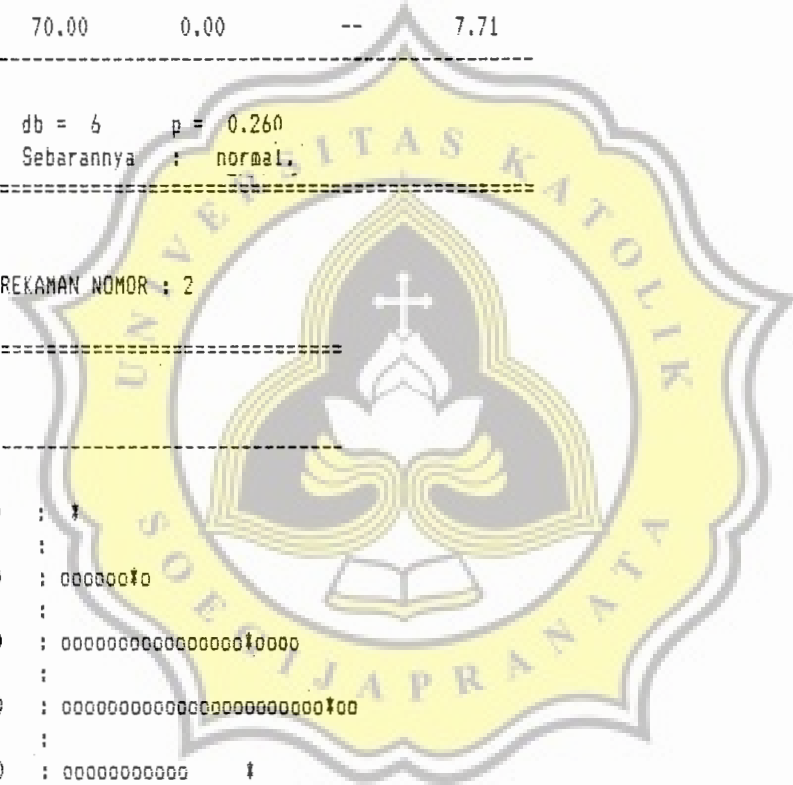 70.00 0.00 -- 7.71
--------------------------------------------
db = 6 p = 0.260
Sebarannya : normal.
============================================
REKAMAN NOMOR : 2
============================
----------------------------
: *
:
: oooooo*o
:
: ooooooooooooooooo*oooo
:
: oooooooooooooooooooooooo*oo
:
: ooooooooooo *
UNIVERSITAS KATOLIK
SOEGIJAPRANATA